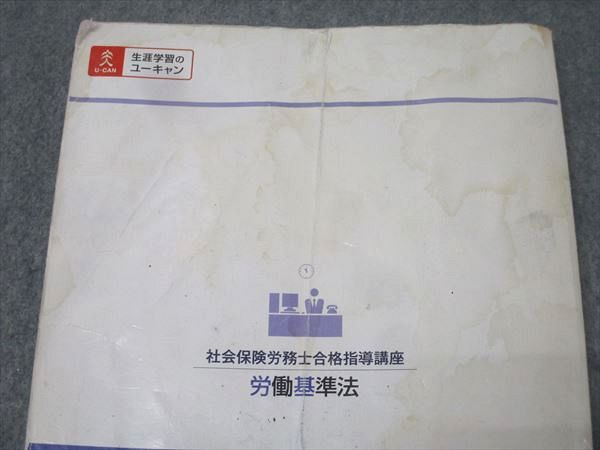 U-CAN
生涯学習の
ユーキャン
社会保険労務士合格指導講座
労働基準法